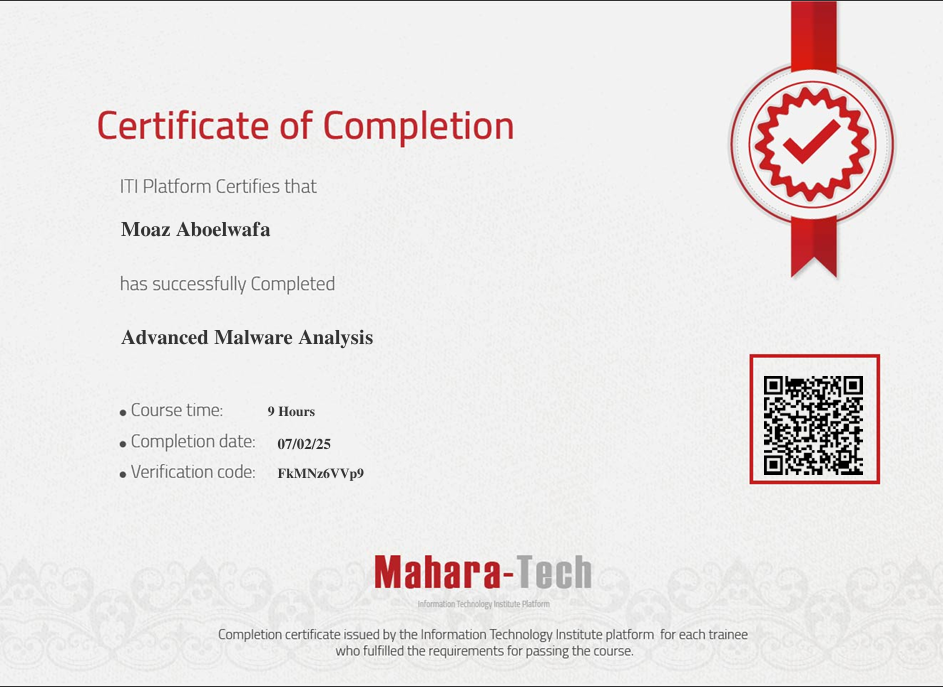 Certificate of Completion
ITI Platform Certifies that
Moaz Aboelwafa
has successfully Completed
Advanced Malware Analysis
• Course time: 9 Hours
• Completion date: 07/02/25
• Verification code: FkMNz6VVp9
Mahara-Tech
Information Technology Institute Platform
Completion certificate issued by the Information Technology Institute platform for each trainee
who fulfilled the requirements for passing the course.